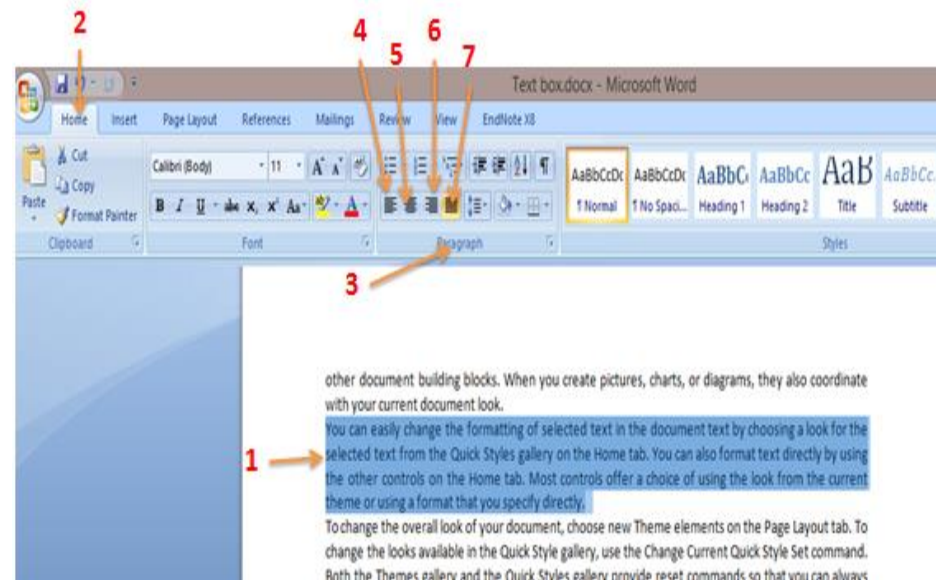 2
4
5
6
7
Text box.docx - Microsoft Word
Home Insert Page Layout References Mailings Review View EndNote X8
Paste
Cut
Copy
Format Painter
Clipboard
Calibri (Body) 11 A A
B I U abc x, x² Aa A
Font
Paragraph
AaBbCcDc AaBbCcDc AaBbC AaBbCc AaB AaBbCc.
¶ Normal ¶ No Spaci... Heading 1 Heading 2 Title Subtitle
Styles
3
other document building blocks. When you create pictures, charts, or diagrams, they also coordinate
with your current document look.
1
You can easily change the formatting of selected text in the document text by choosing a look for the
selected text from the Quick Styles gallery on the Home tab. You can also format text directly by using
the other controls on the Home tab. Most controls offer a choice of using the look from the current
theme or using a format that you specify directly.
To change the overall look of your document, choose new Theme elements on the Page Layout tab. To
change the looks available in the Quick Style gallery, use the Change Current Quick Style Set command.
Both the Themes gallery and the Quick Styles gallery provide reset commands so that you can always